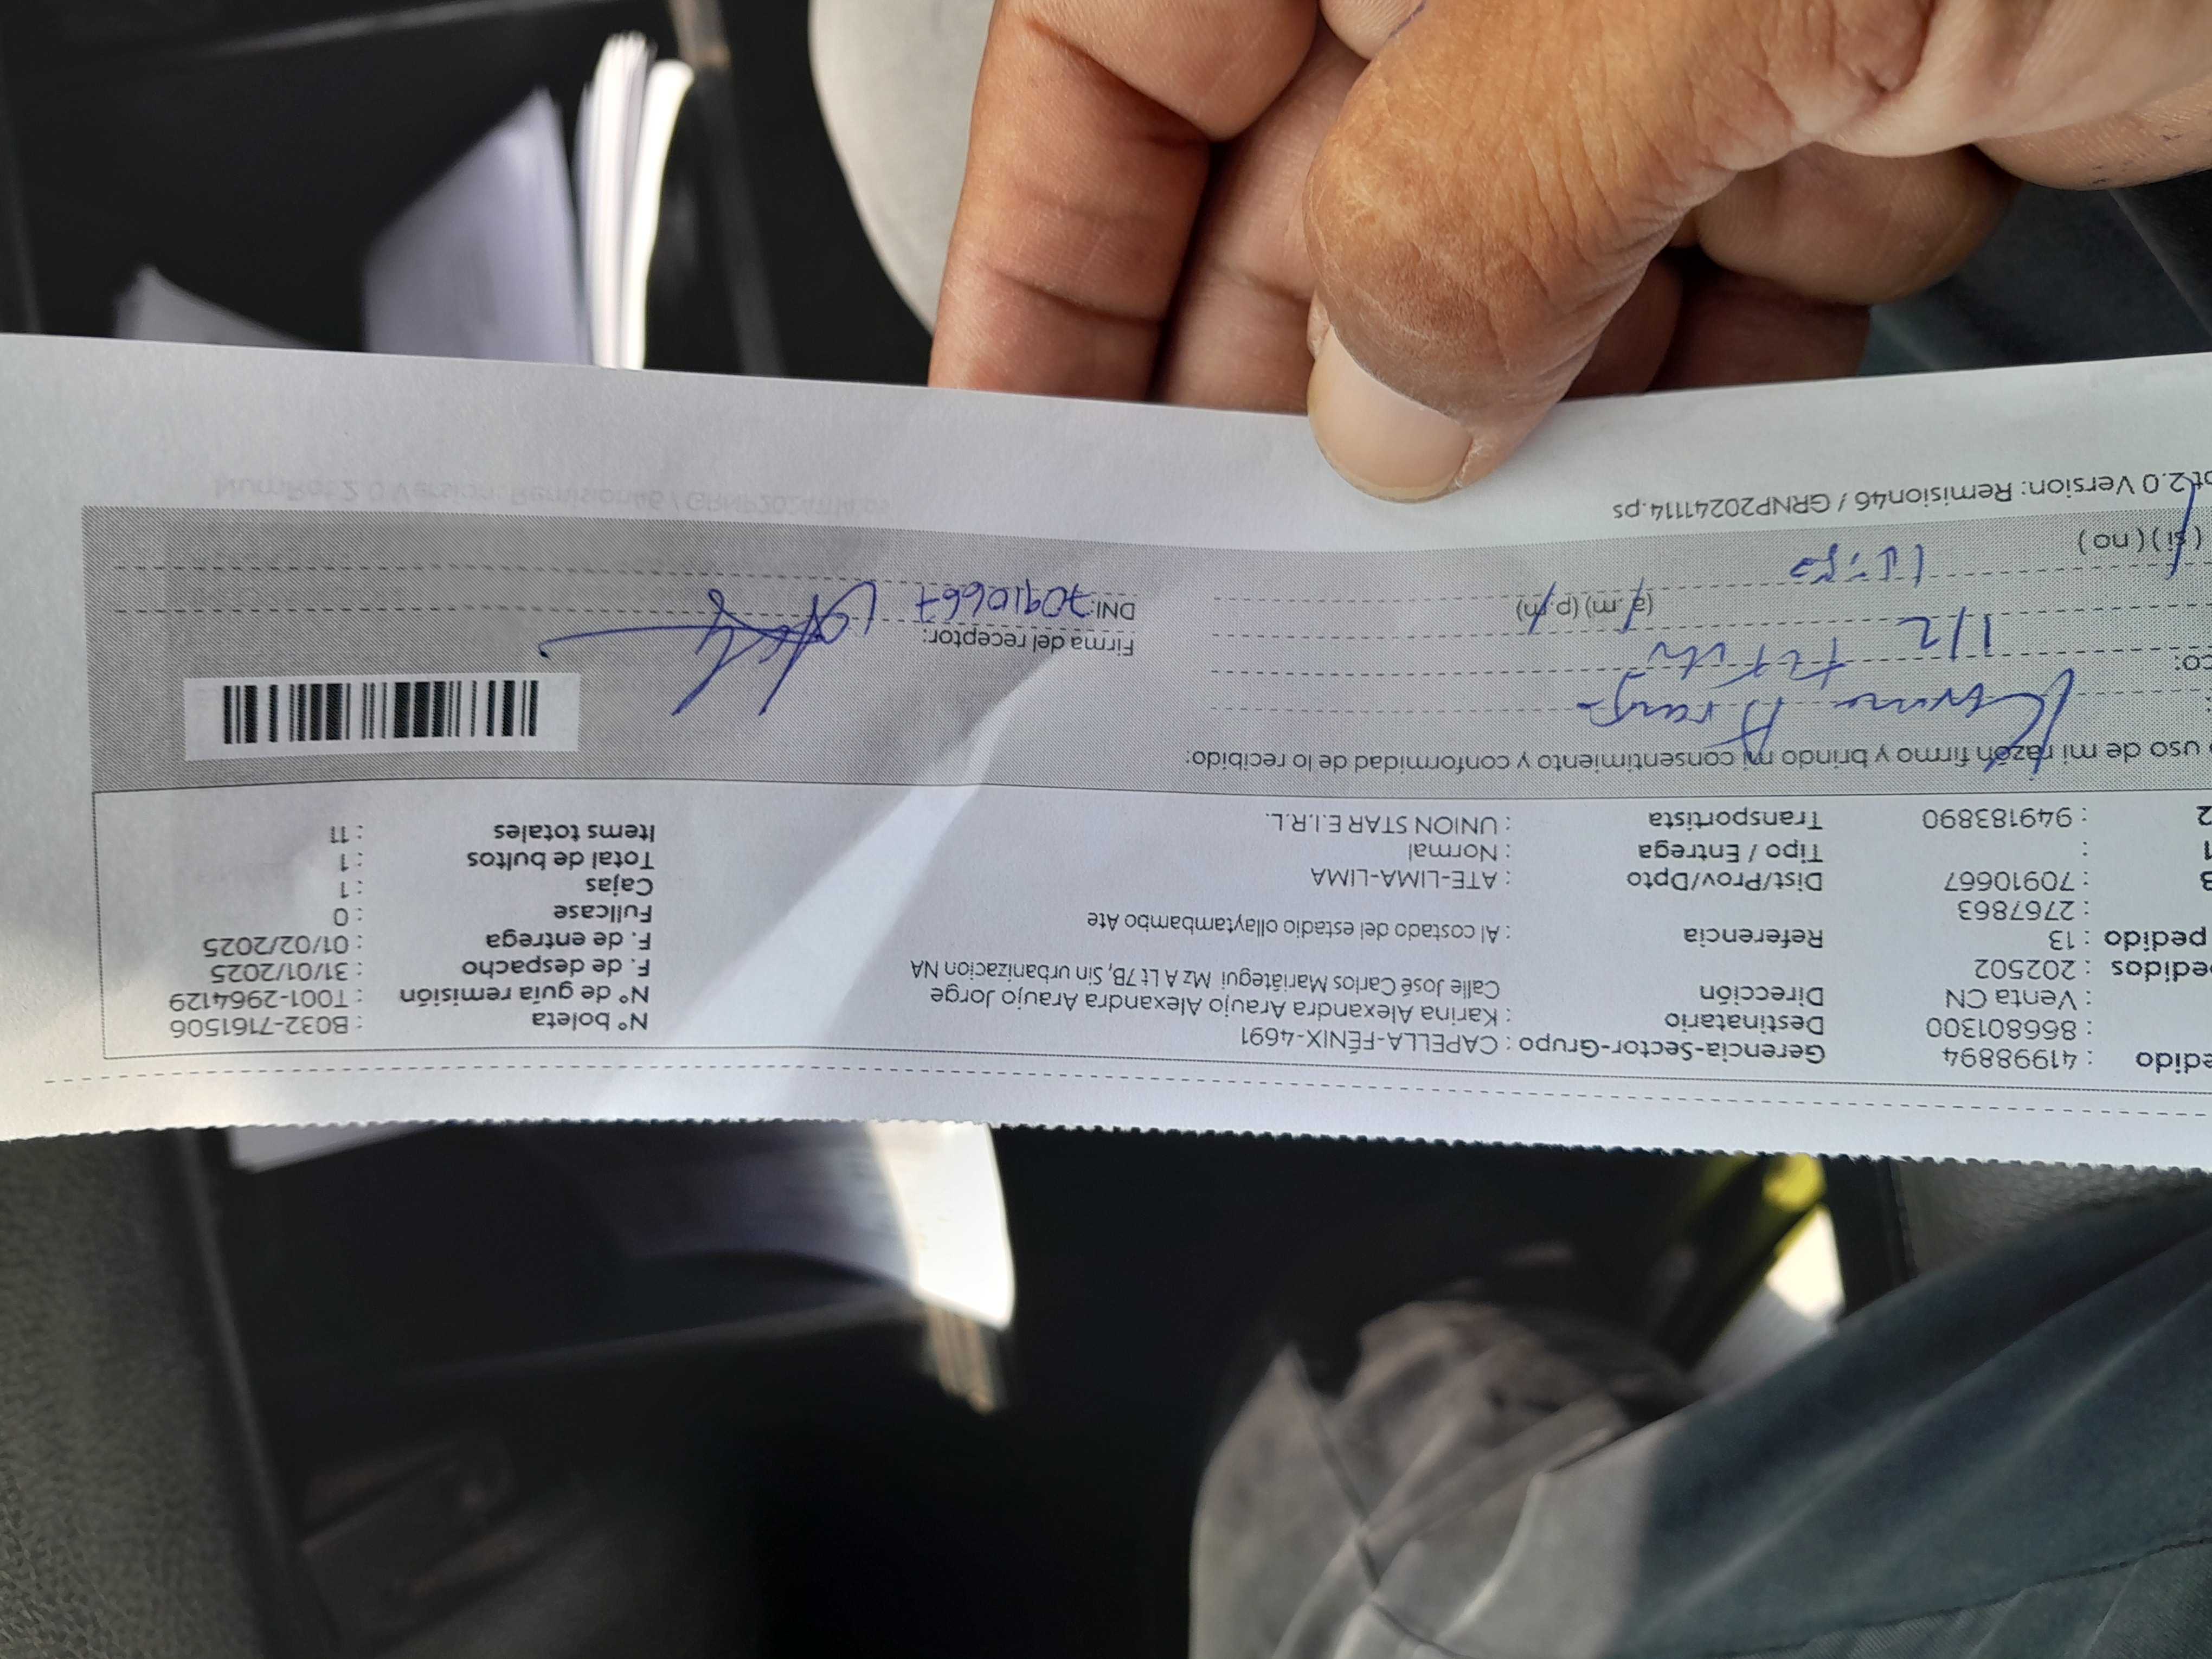 edido : 41998894 Gerencia-Sector-Grupo : CAPELLA-FÉNIX-4691 N° boleta : B032-7161506
: 866801300 Destinatario : Karina Alexandra Araujo Alexandra Araujo Jorge N° de guía remisión : T001-2964129
: Venta CN Dirección Calle José Carlos Mariátegui Mz A Lt 7B, Sin urbanizacion NA F. de despacho : 31/01/2025
edidos : 202502 F. de entrega : 01/02/2025
pedido : 13 Referencia : Al costado del estadio ollaytambambo Ate Fullcase : 0
: 2767863 Cajas : 1
3 : 70910667 Dist/Prov/Dpto : ATE-LIMA-LIMA Total de bultos : 1
1 : Tipo / Entrega : Normal Items totales : 11
2 : 949183890 Transportista : UNION STAR E.I.R.L.
uso de mi razón firmo y brindo mi consentimiento y conformidad de lo recibido:
co: Firma del receptor:
1/2 (a.m.) (p.m) DNI: 70910667
(si) (no)
ot2.0 Version: Remision46 / GRNP20241114.ps